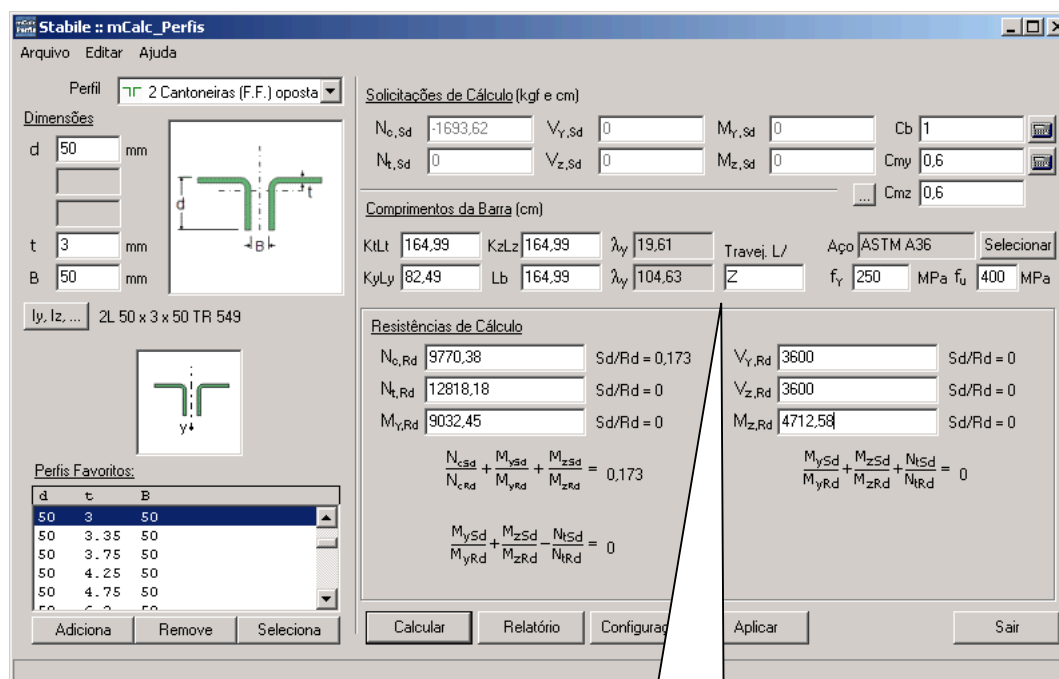 Stabile :: mCalc_Perfis
Arquivo Editar Ajuda
Perfil 2 Cantoneiras (F.F.) oposta
Dimensões
d 50 mm
t 3 mm
B 50 mm
d t B
Iy, Iz, ... 2L 50 x 3 x 50 TR 549
y
Perfis Favoritos:
d t B
50 3 50
50 3.35 50
50 3.75 50
50 4.25 50
50 4.75 50
Adiciona Remove Seleciona
Solicitações de Cálculo (kgf e cm)
Nc,Sd -1693,62 VY,Sd 0 MY,Sd 0 Cb 1
Nt,Sd 0 Vz,Sd 0 Mz,Sd 0 Cmy 0,6
... Cmz 0,6
Comprimentos da Barra (cm)
KtLt 164,99 KzLz 164,99 λy 19,61 Travej. L/ Aço ASTM A36 Selecionar
KyLy 82,49 Lb 164,99 λy 104,63 Z fY 250 MPa fu 400 MPa
Resistências de Cálculo
Nc,Rd 9770,38 Sd/Rd = 0,173 VY,Rd 3600 Sd/Rd = 0
Nt,Rd 12818,18 Sd/Rd = 0 Vz,Rd 3600 Sd/Rd = 0
MY,Rd 9032,45 Sd/Rd = 0 Mz,Rd 4712,58 Sd/Rd = 0
NcSd/NcRd + MySd/MyRd + MzSd/MzRd = 0,173
MySd/MyRd + MzSd/MzRd + NtSd/NtRd = 0
MySd/MyRd + MzSd/MzRd - NtSd/NtRd = 0
Calcular Relatório Configuraç Aplicar Sair